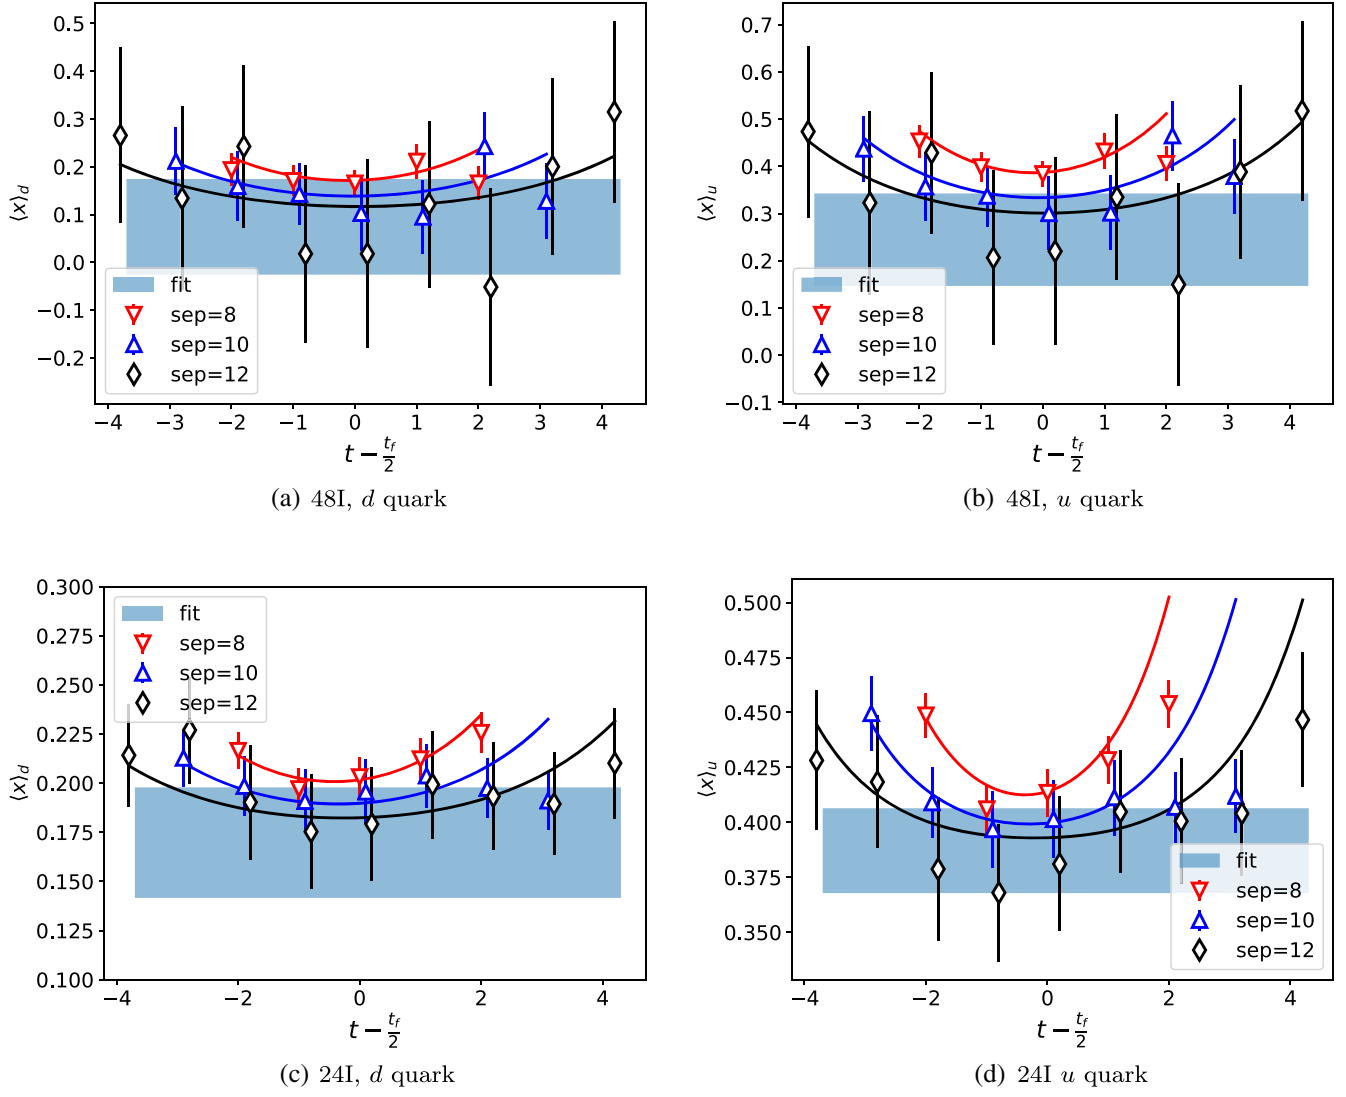 0.5
0.4
0.3
0.2
0.1
0.0
−0.1
−0.2
⟨x⟩d
fit
sep=8
sep=10
sep=12
−4 −3 −2 −1 0 1 2 3 4
t − tf/2
(a) 48I, d quark
0.7
0.6
0.5
0.4
0.3
0.2
0.1
0.0
−0.1
⟨x⟩u
fit
sep=8
sep=10
sep=12
−4 −3 −2 −1 0 1 2 3 4
t − tf/2
(b) 48I, u quark
0.300
0.275
0.250
0.225
0.200
0.175
0.150
0.125
0.100
⟨x⟩d
fit
sep=8
sep=10
sep=12
−4 −2 0 2 4
t − tf/2
(c) 24I, d quark
0.500
0.475
0.450
0.425
0.400
0.375
0.350
⟨x⟩u
fit
sep=8
sep=10
sep=12
−4 −2 0 2 4
t − tf/2
(d) 24I u quark